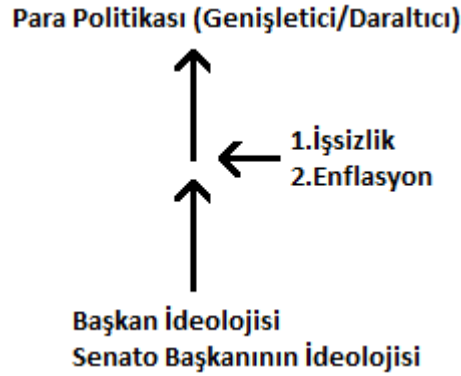 Para Politikası (Genişletici/Daraltıcı)
1.İşsizlik
2.Enflasyon
Başkan İdeolojisi
Senato Başkanının İdeolojisi